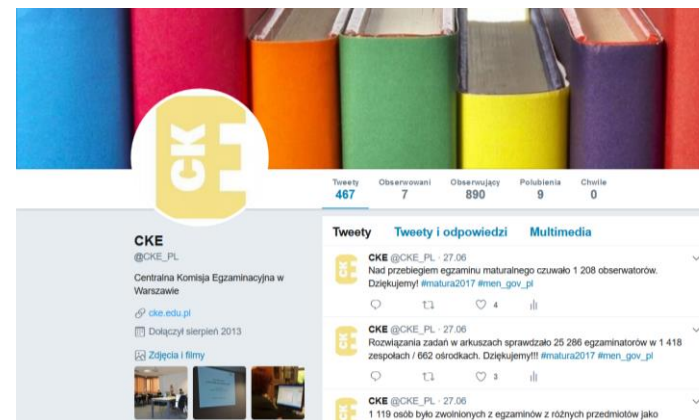 CKE
Tweety Obserwowani Obserwujący Polubienia Chwile
467 7 890 9 0
CKE
@CKE_PL
Centralna Komisja Egzaminacyjna w
Warszawie
cke.edu.pl
Dołączył sierpień 2013
Zdjęcia i filmy
Tweety Tweety i odpowiedzi Multimedia
CKE @CKE_PL · 27.06
Nad przebiegiem egzaminu maturalnego czuwało 1 208 obserwatorów.
Dziękujemy! #matura2017 #men_gov_pl
4
CKE @CKE_PL · 27.06
Rozwiązania zadań w arkuszach sprawdzało 25 286 egzaminatorów w 1 418
zespołach / 662 ośrodkach. Dziękujemy!!! #matura2017 #men_gov_pl
3
CKE @CKE_PL · 27.06
1 119 osób było zwolnionych z egzaminów z różnych przedmiotów jako